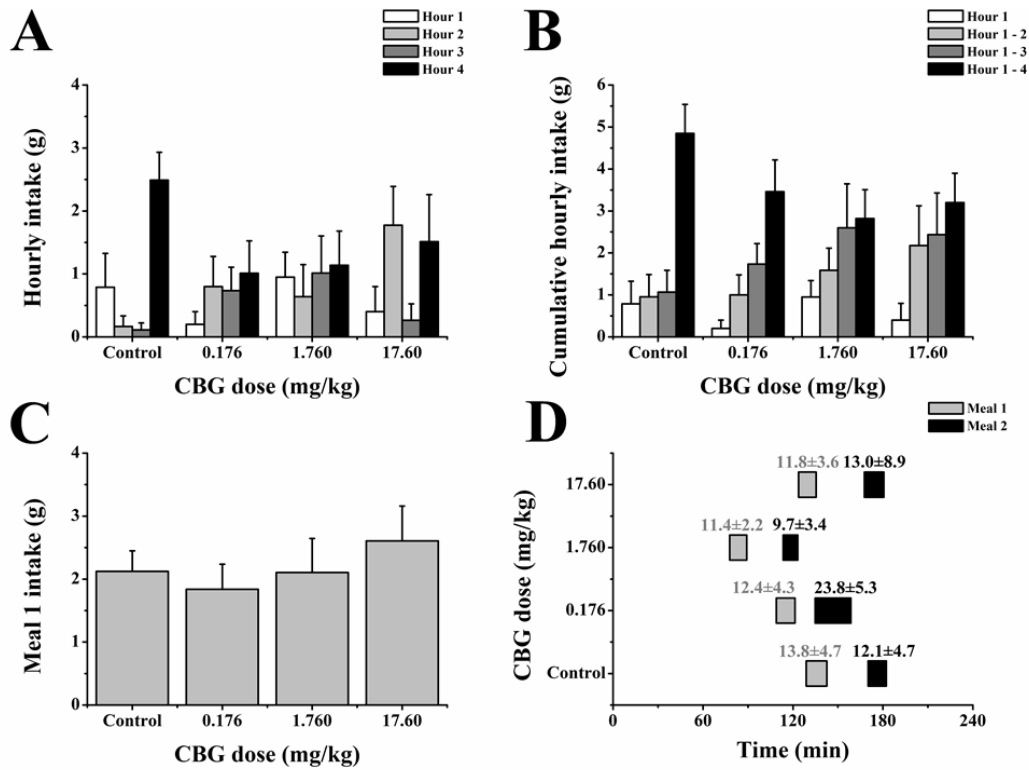 A
Hour 1
Hour 2
Hour 3
Hour 4
Hourly intake (g)
4
3
2
1
0
Control
0.176
1.760
17.60
CBG dose (mg/kg)
B
Hour 1
Hour 1 - 2
Hour 1 - 3
Hour 1 - 4
Cumulative hourly intake (g)
6
5
4
3
2
1
0
Control
0.176
1.760
17.60
CBG dose (mg/kg)
C
Meal 1 intake (g)
4
3
2
1
0
Control
0.176
1.760
17.60
CBG dose (mg/kg)
D
Meal 1
Meal 2
CBG dose (mg/kg)
17.60
11.8±3.6 13.0±8.9
1.760
11.4±2.2 9.7±3.4
0.176
12.4±4.3 23.8±5.3
Control
13.8±4.7 12.1±4.7
0 60 120 180 240
Time (min)